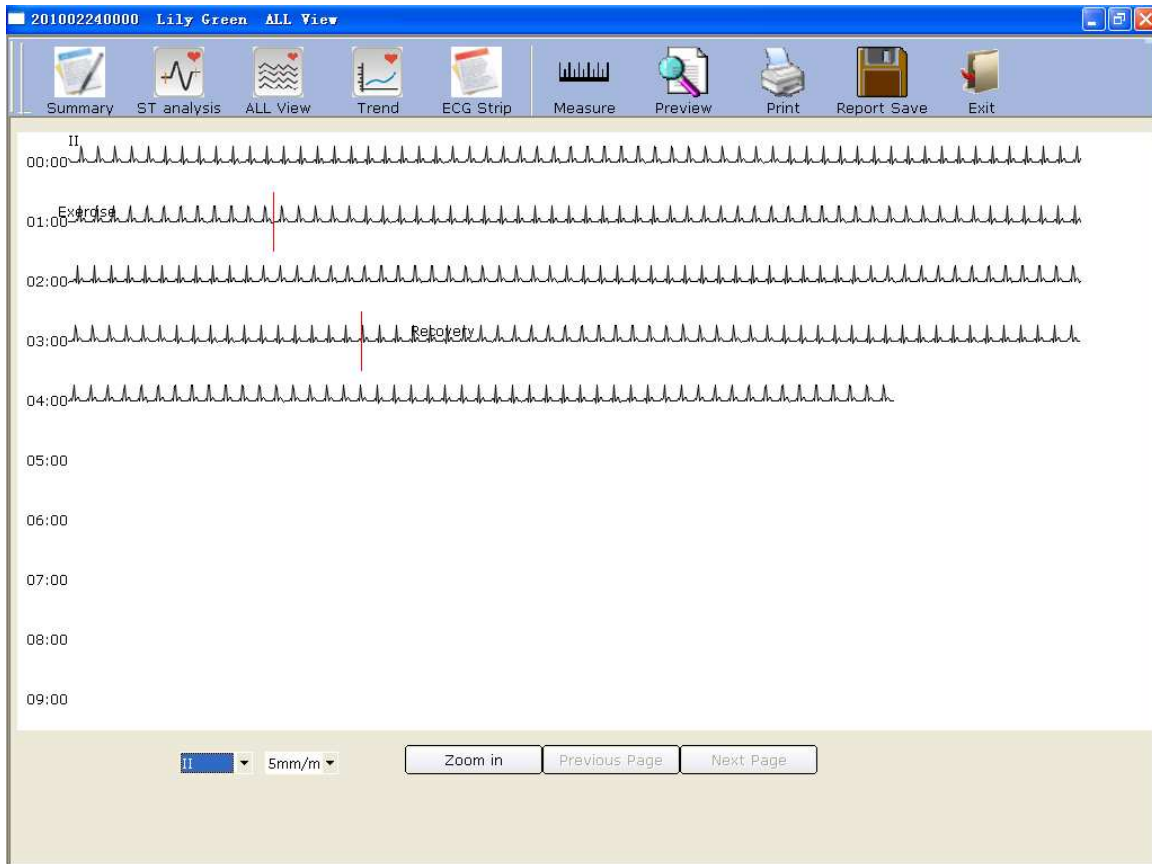 201002240000 Lily Green ALL View
Summary ST analysis ALL View Trend ECG Strip Measure Preview Print Report Save Exit
II
00:00
Exercise
01:00
02:00
Recovery
03:00
04:00
05:00
06:00
07:00
08:00
09:00
II 5mm/m Zoom in Previous Page Next Page